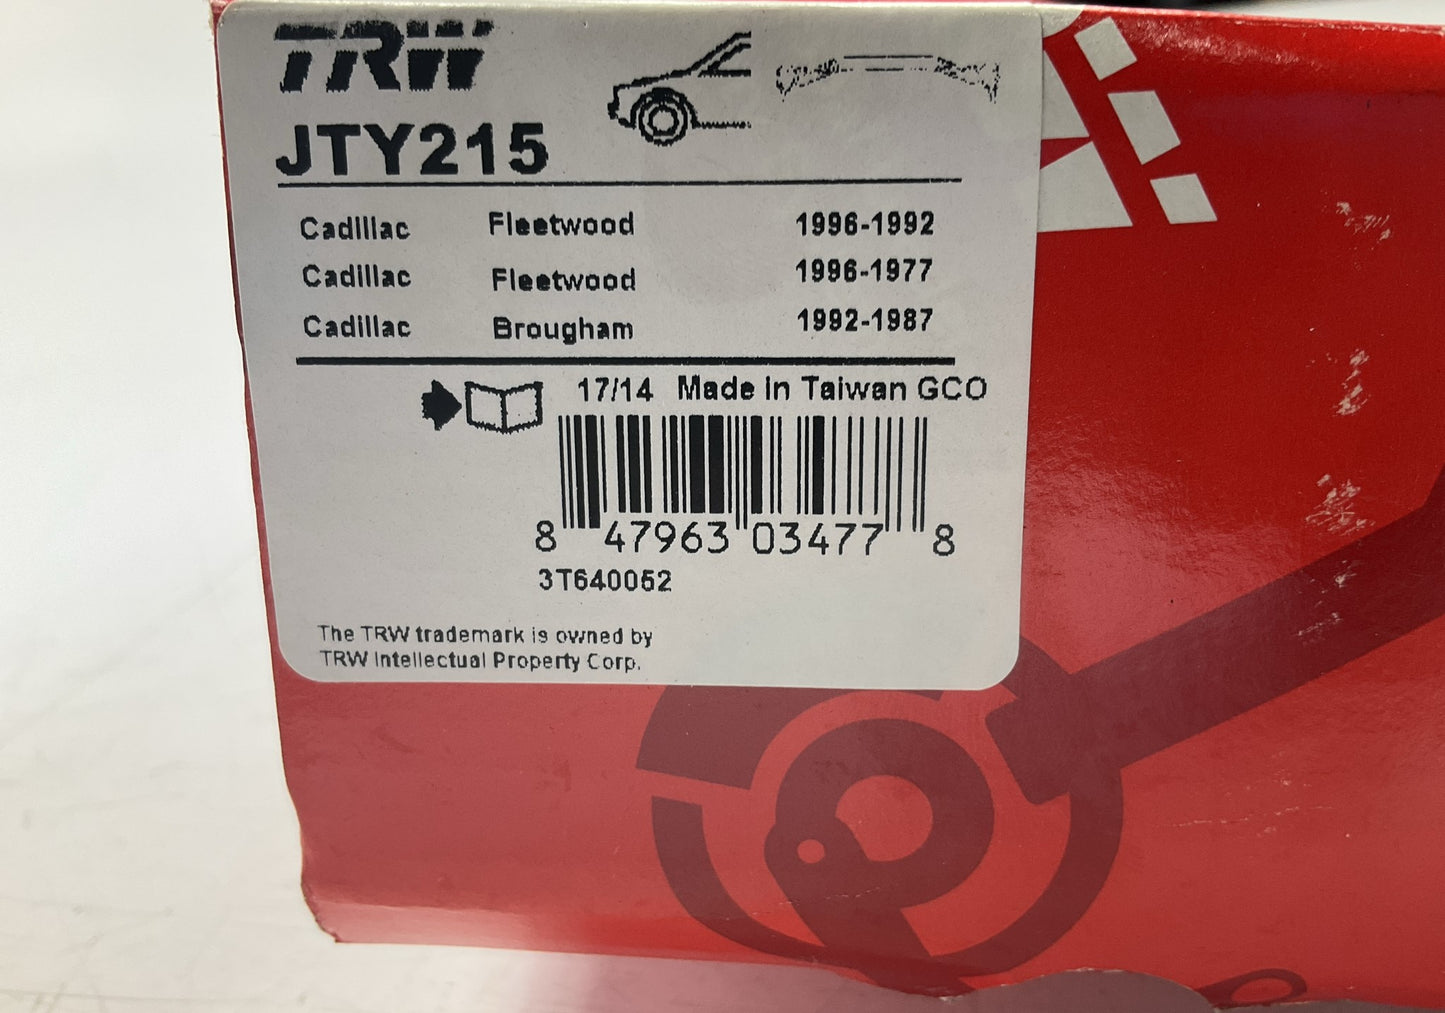 TRW
JTY215
Cadillac Fleetwood 1996-1992
Cadillac Fleetwood 1996-1977
Cadillac Brougham 1992-1987
17/14 Made in Taiwan GCO
8 47963 03477 8
3T640052
The TRW trademark is owned by
TRW Intellectual Property Corp.